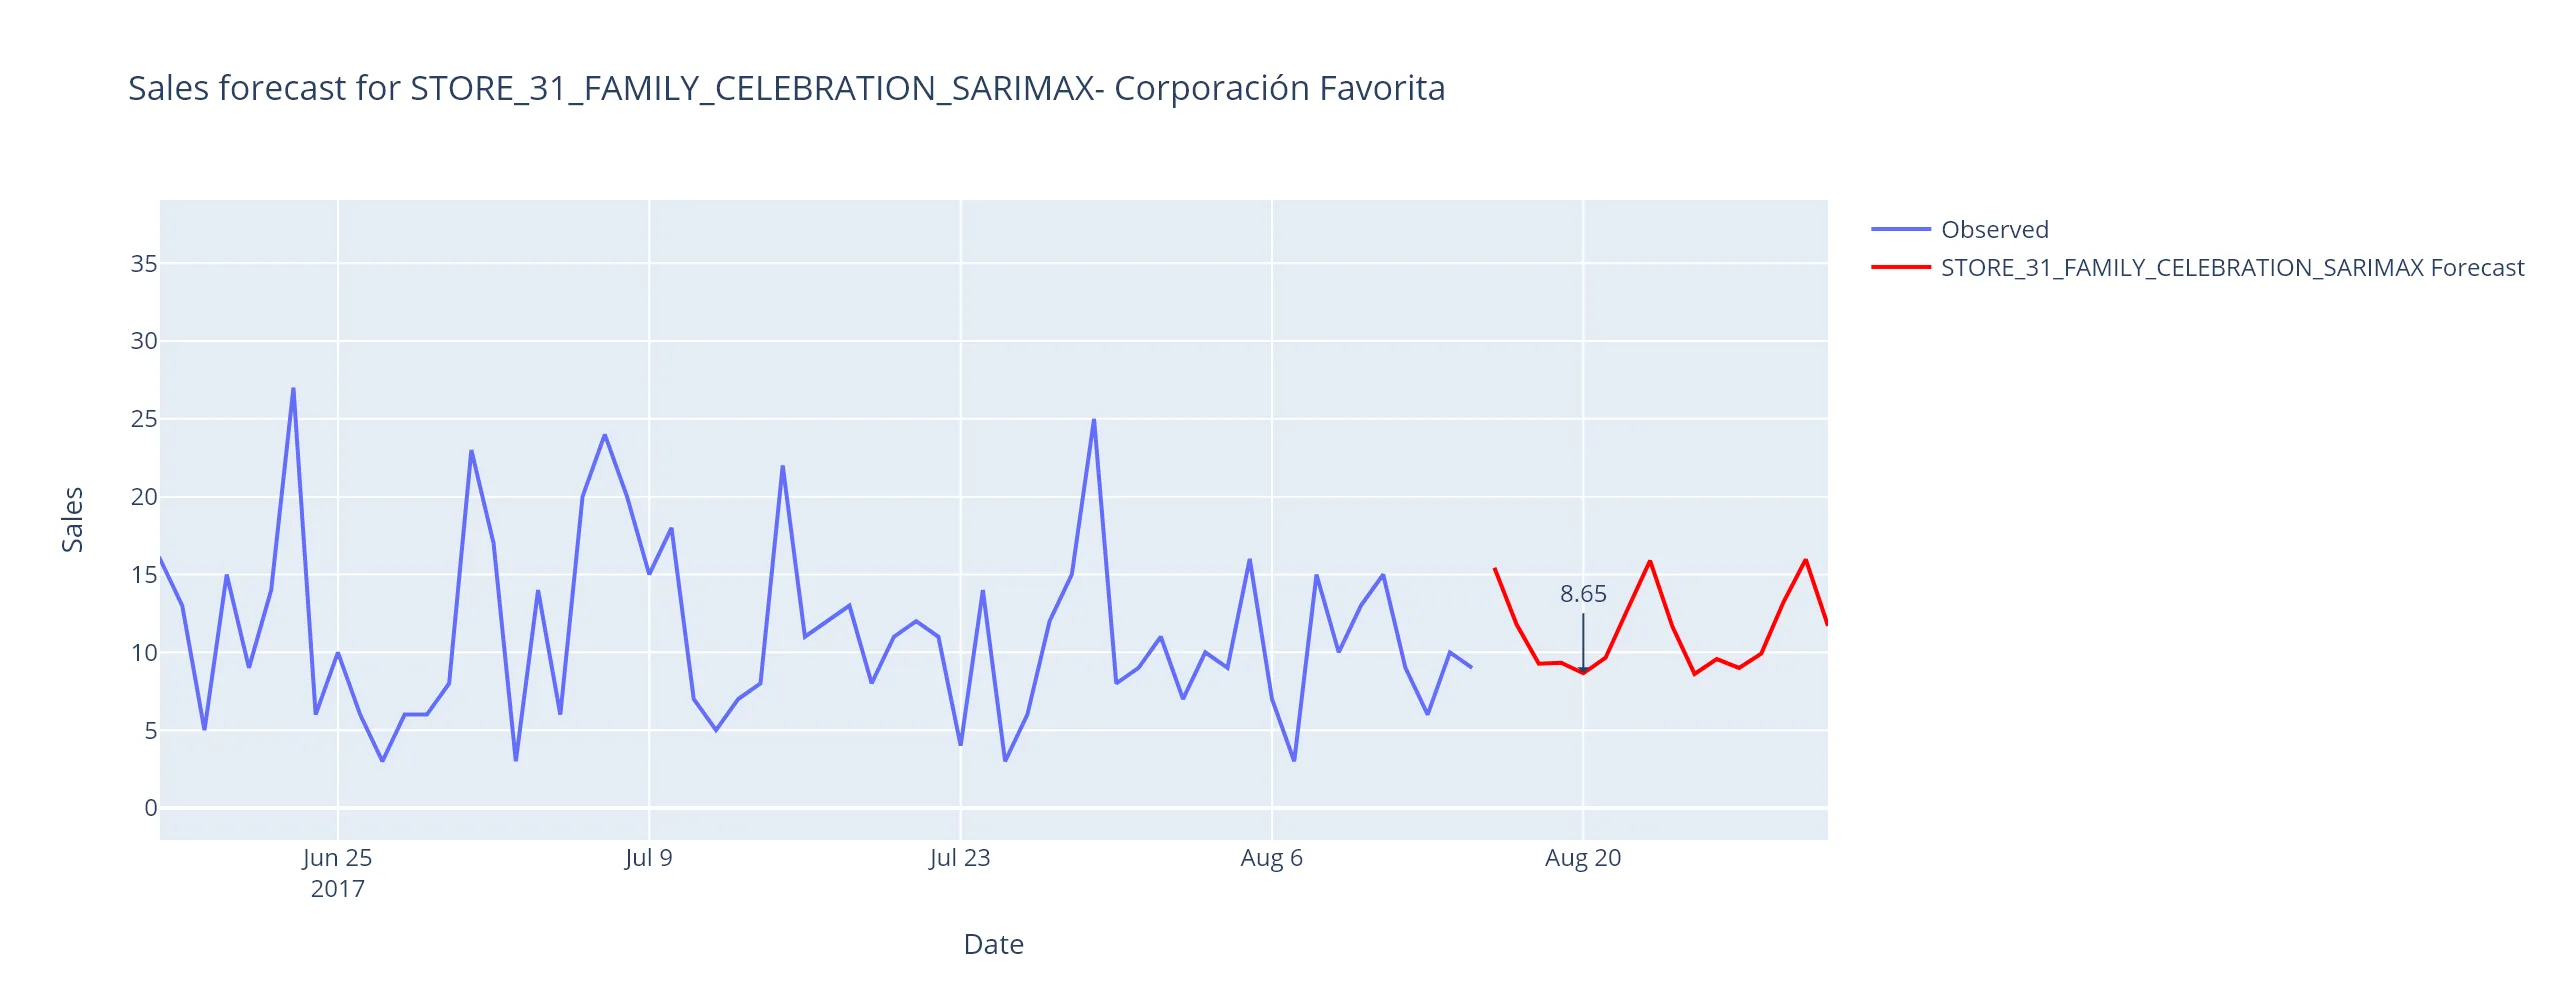 Sales forecast for STORE_31_FAMILY_CELEBRATION_SARIMAX- Corporación Favorita
Observed
STORE_31_FAMILY_CELEBRATION_SARIMAX Forecast
35
30
25
20
15
10
5
0
Sales
8.65
Jun 25
2017
Jul 9
Jul 23
Aug 6
Aug 20
Date